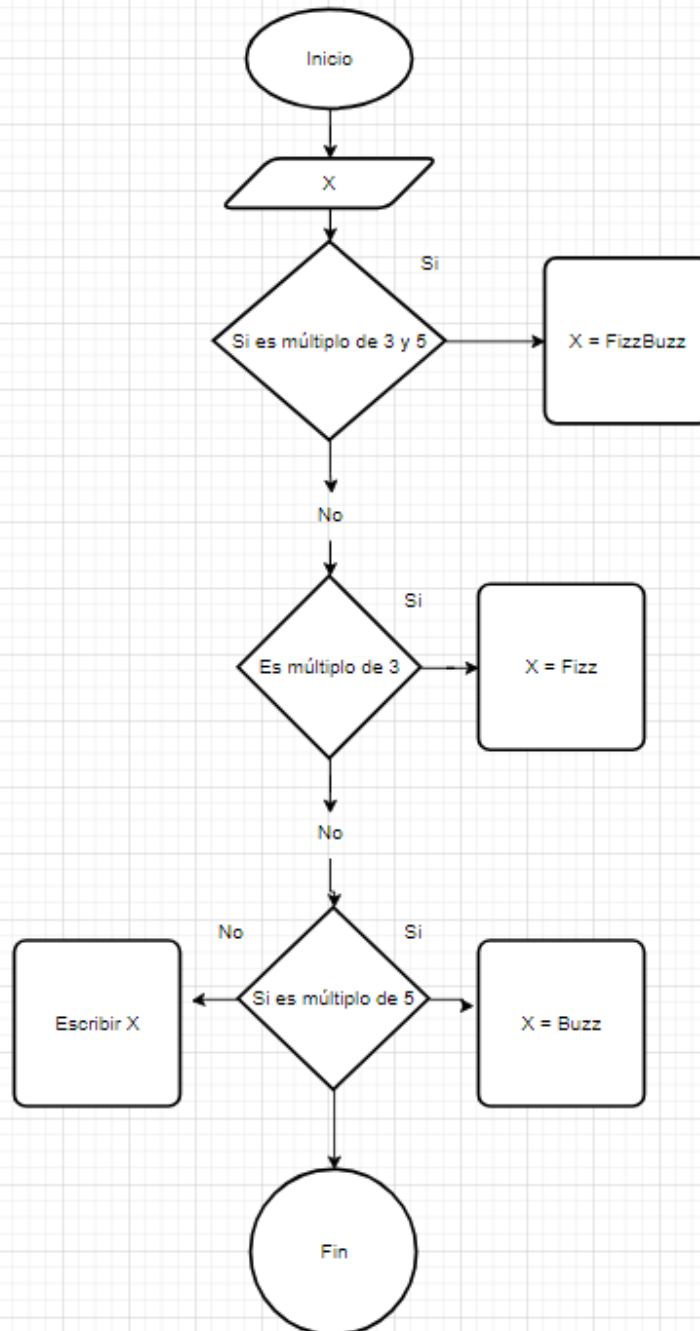 Inicio
X
Si
Si es múltiplo de 3 y 5
X = FizzBuzz
No
Si
Es múltiplo de 3
X = Fizz
No
No
Si
Si es múltiplo de 5
Escribir X
X = Buzz
Fin